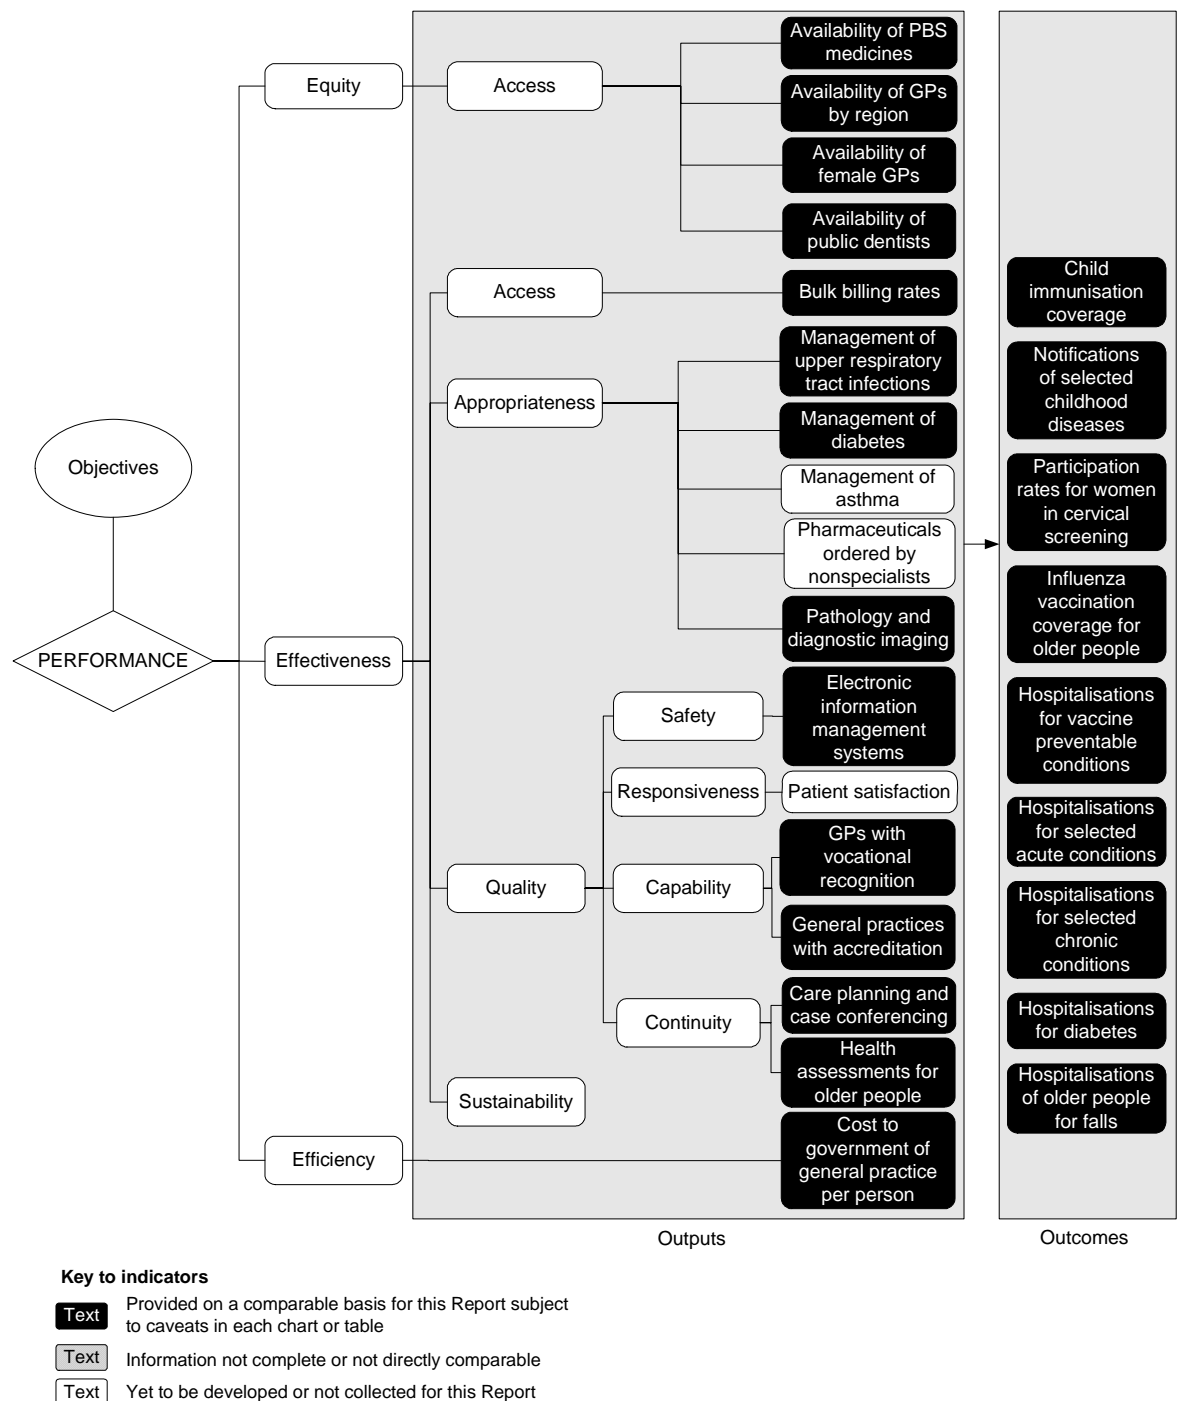 Objectives
PERFORMANCE
Equity
Effectiveness
Efficiency
Access
Access
Appropriateness
Quality
Sustainability
Safety
Responsiveness
Capability
Continuity
Availability of PBS
medicines
Availability of GPs
by region
Availability of
female GPs
Availability of
public dentists
Bulk billing rates
Management of
upper respiratory
tract infections
Management of
diabetes
Management of
asthma
Pharmaceuticals
ordered by
nonspecialists
Pathology and
diagnostic imaging
Electronic
information
management
systems
Patient satisfaction
GPs with
vocational
recognition
General practices
with accreditation
Care planning and
case conferencing
Health
assessments for
older people
Cost to
government of
general practice
per person
Outputs
Child
immunisation
coverage
Notifications
of selected
childhood
diseases
Participation
rates for women
in cervical
screening
Influenza
vaccination
coverage for
older people
Hospitalisations
for vaccine
preventable
conditions
Hospitalisations
for selected
acute conditions
Hospitalisations
for selected
chronic
conditions
Hospitalisations
for diabetes
Hospitalisations
of older people
for falls
Outcomes
Key to indicators
Text
Provided on a comparable basis for this Report subject
to caveats in each chart or table
Text
Information not complete or not directly comparable
Text
Yet to be developed or not collected for this Report